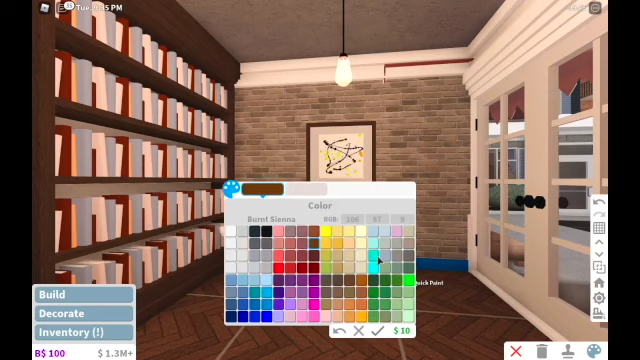 Tue. 9:35 PM
Color
Burnt Sienna
RGB:
106
57
9
Quick Paint
Build
Decorate
Inventory (!)
B$ 100
$ 1.3M+
$ 10